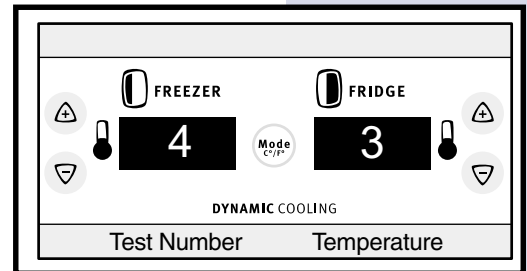 FREEZER FRIDGE
4 Mode C°/F° 3
DYNAMIC COOLING
Test Number Temperature